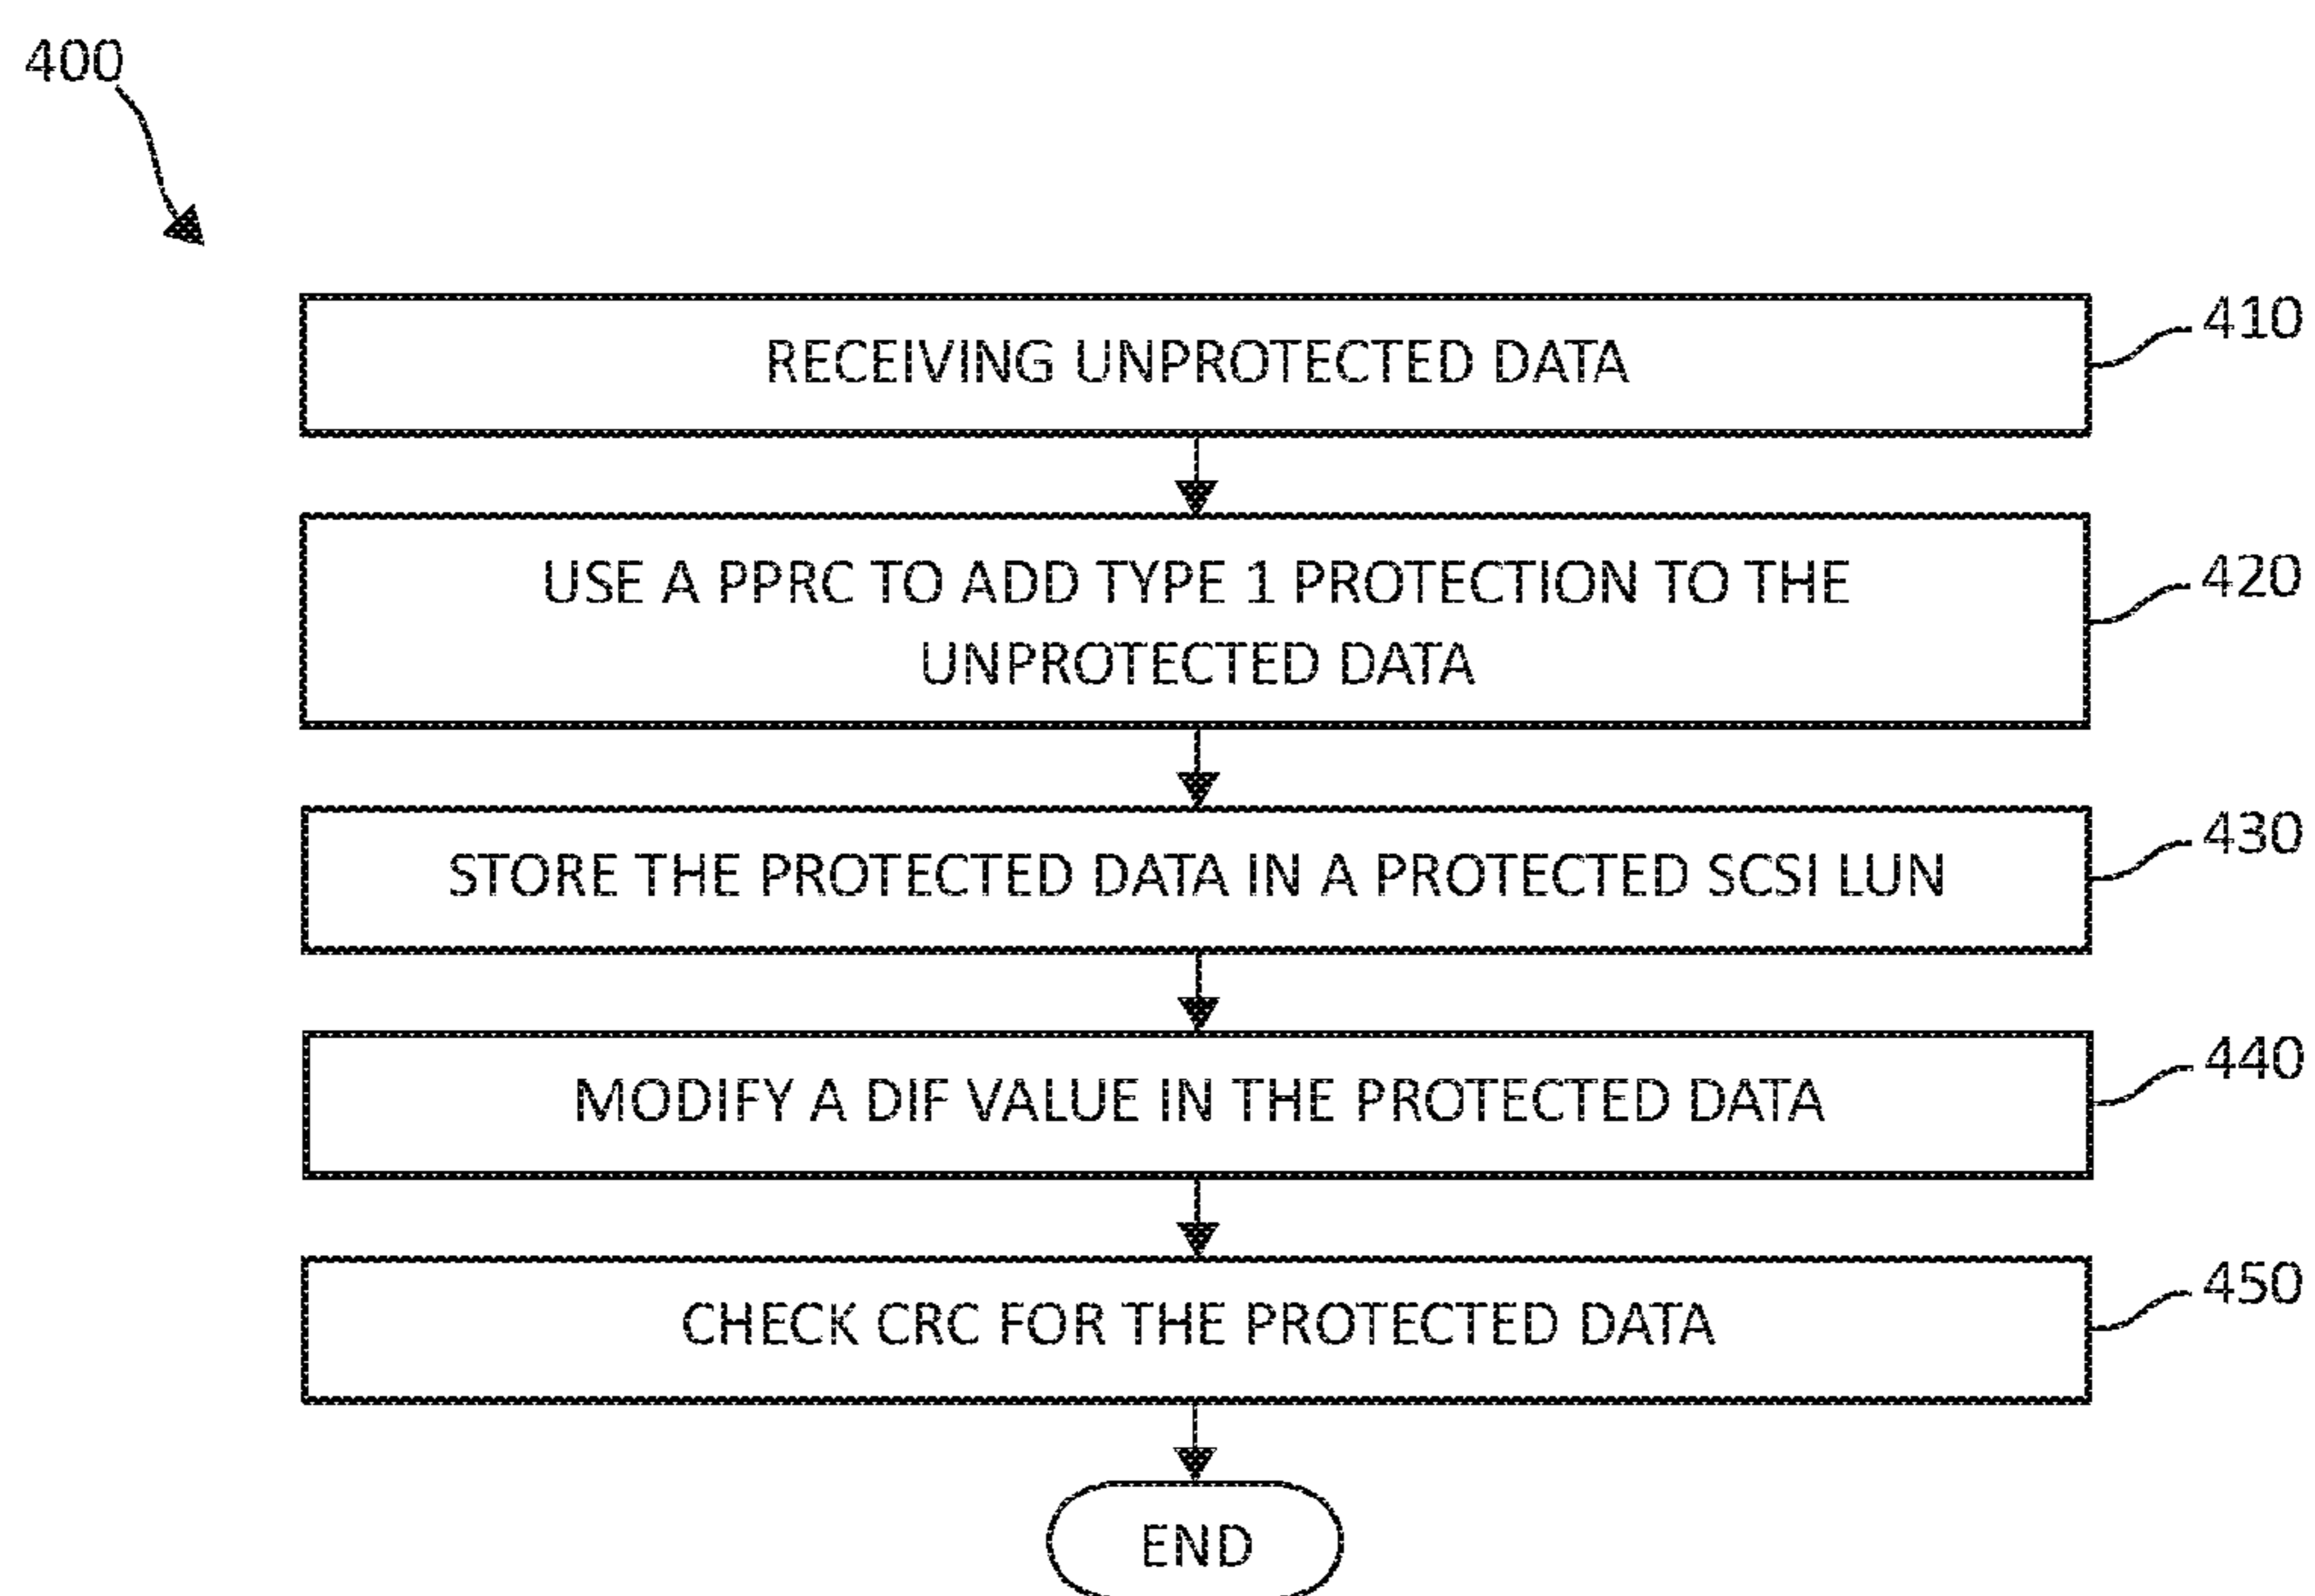 400
RECEIVING UNPROTECTED DATA
410
USE A PPRC TO ADD TYPE 1 PROTECTION TO THE
UNPROTECTED DATA
420
STORE THE PROTECTED DATA IN A PROTECTED SCSI LUN
430
MODIFY A DIF VALUE IN THE PROTECTED DATA
440
CHECK CRC FOR THE PROTECTED DATA
450
END